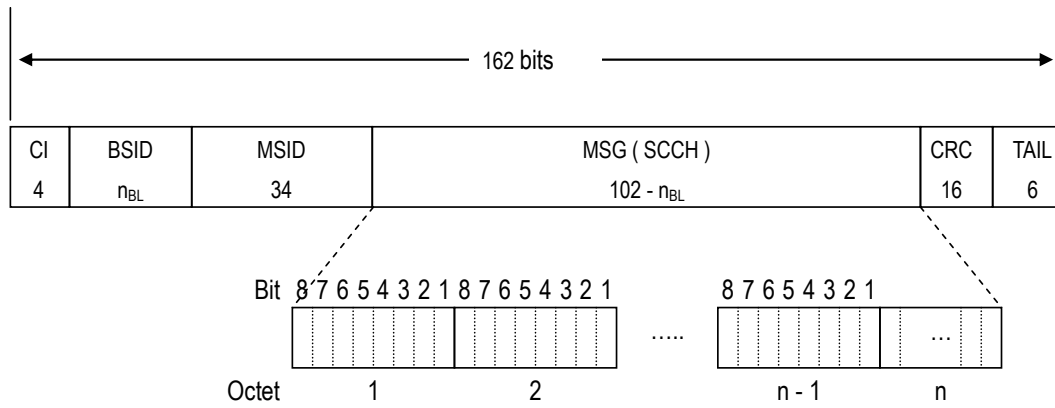 162 bits
CI BSID MSID MSG ( SCCH ) CRC TAIL
4 nBL 34 102 - nBL 16 6
Bit 8 7 6 5 4 3 2 1 8 7 6 5 4 3 2 1 8 7 6 5 4 3 2 1
..... ...
Octet 1 2 n - 1 n